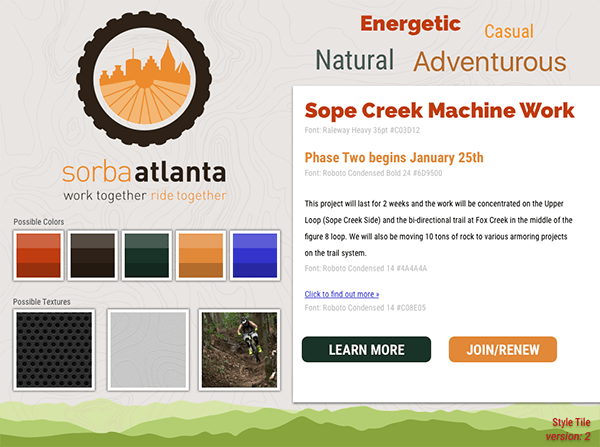 Energetic
Casual
Natural
Adventurous
sorbaatlanta
work together ride together
Possible Colors
Possible Textures
Sope Creek Machine Work
Font: Raleway Heavy 36pt #C03D12
Phase Two begins January 25th
Font: Roboto Condensed Bold 24 #6D9500
This project will last for 2 weeks and the work will be concentrated on the Upper
Loop (Sope Creek Side) and the bi-directional trail at Fox Creek in the middle of the
figure 8 loop. We will also be moving 10 tons of rock to various armoring projects
on the trail system.
Font: Roboto Condensed 14 #4A4A4A
Click to find out more »
Font: Roboto Condensed 14 #C08E05
LEARN MORE
JOIN/RENEW
Style Tile
version: 2